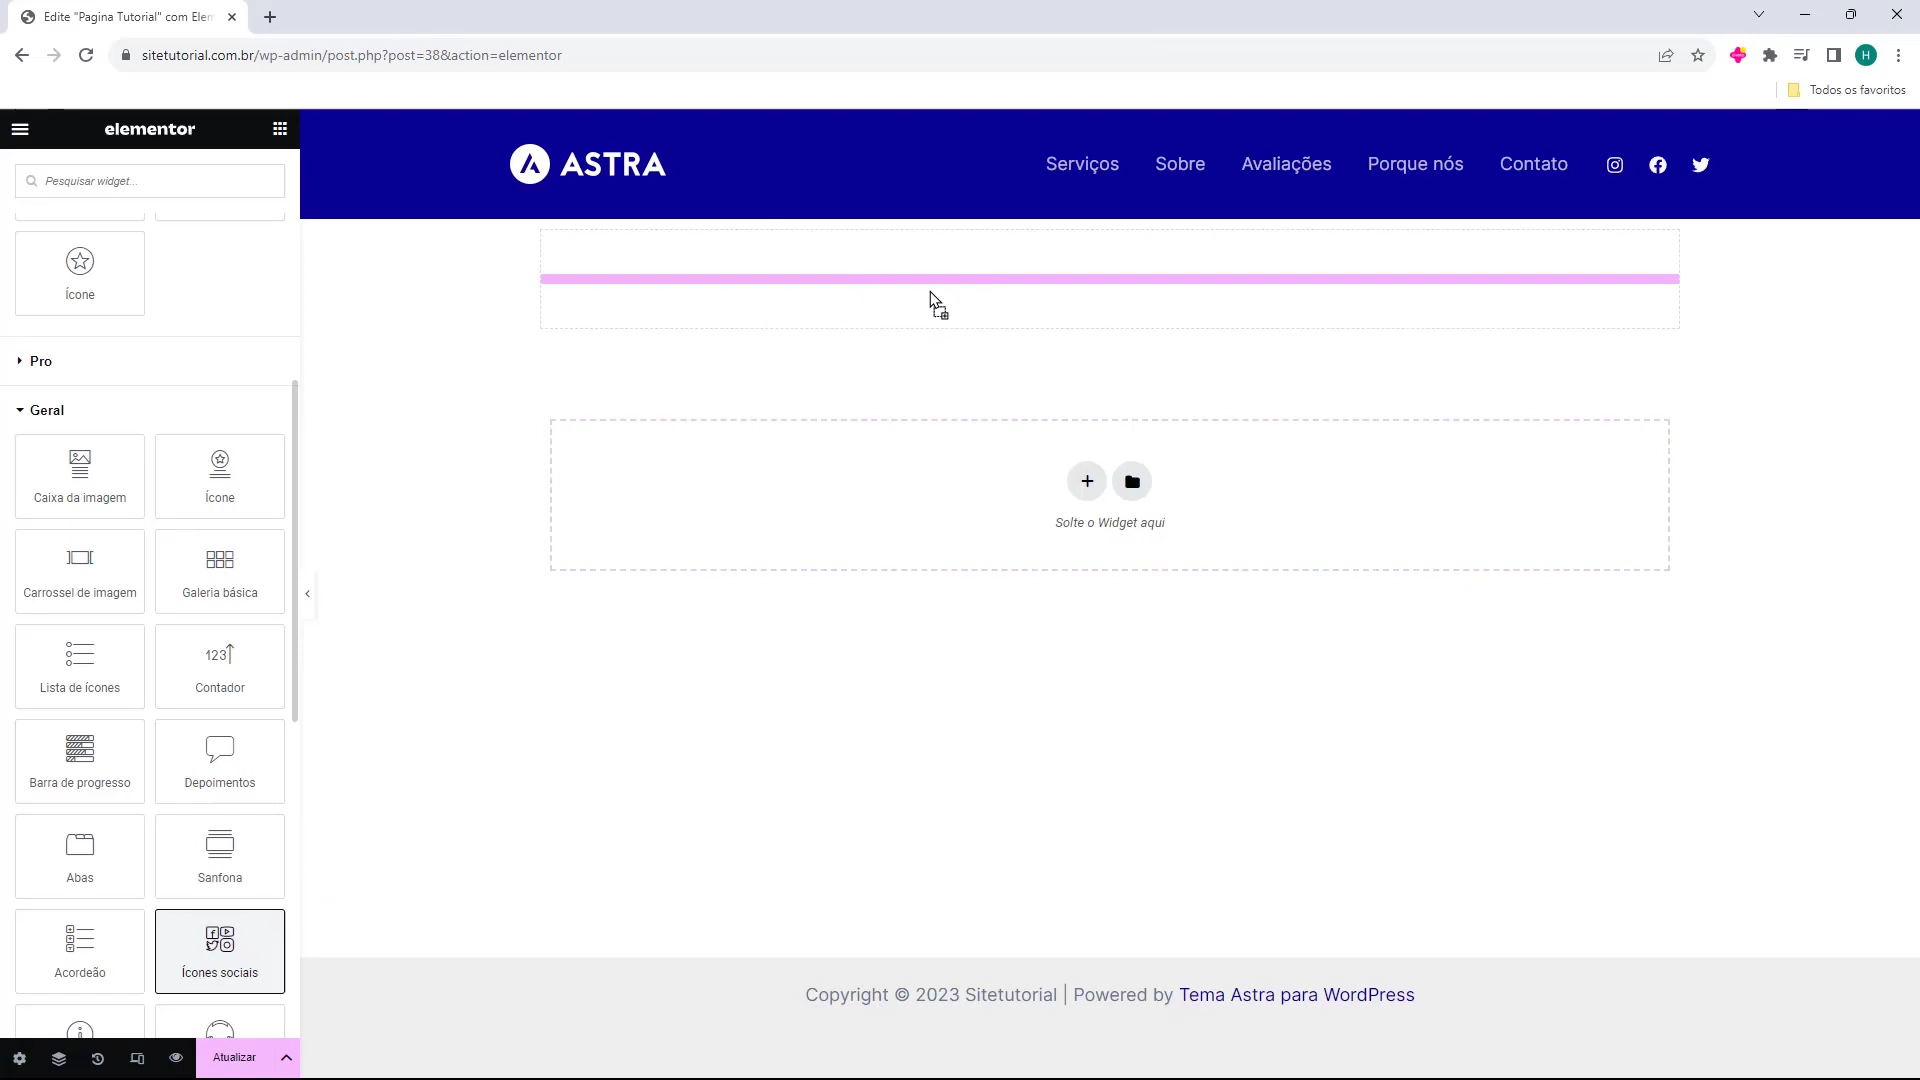 Edite "Pagina Tutorial" com Elem
sitetutorial.com.br/wp-admin/post.php?post=38&action=elementor
H
Todos os favoritos
elementor
Pesquisar widget...
ASTRA
Serviços
Sobre
Avaliações
Porque nós
Contato
Ícone
Pro
Geral
Caixa da imagem
Ícone
Carrossel de imagem
Galeria básica
Lista de ícones
123
Contador
Barra de progresso
Depoimentos
Abas
Sanfona
Acordeão
Ícones sociais
Atualizar
Solte o Widget aqui
Copyright © 2023 Sitetutorial | Powered by Tema Astra para WordPress